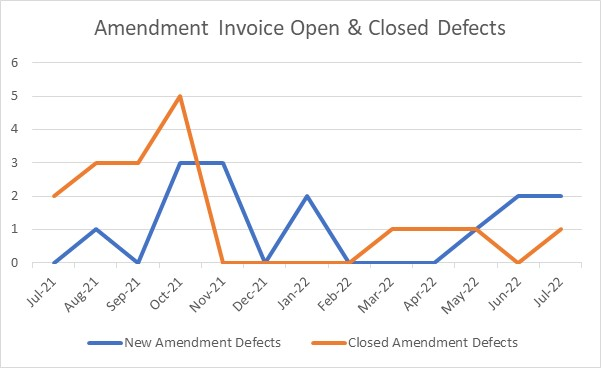 Amendment Invoice Open & Closed Defects
6
5
4
3
2
1
0
Jul-21 Aug-21 Sep-21 Oct-21 Nov-21 Dec-21 Jan-22 Feb-22 Mar-22 Apr-22 May-22 Jun-22 Jul-22
New Amendment Defects Closed Amendment Defects